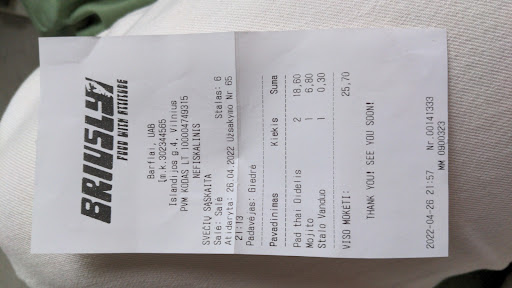 BRIUSLY
FOOD WITH ATTITUDE
Barflai, UAB
Įm.k.302344565
Islandijos g.4, Vilnius
PVM KODAS LT 100004749315
NEFISKALINIS
SVEČIŲ SĄSKAITA
Salė: Salė Stalas: 6
Atidaryta: 26.04.2022 Užsakymo Nr 65
21:13
Padavėjas: Giedrė
Pavadinimas Kiekis Suma
Pad thai Didelis 2 18,60
Mojito 1 6,80
Stalo Vanduo 1 0,30
VISO MOKĖTI: 25,70
THANK YOU! SEE YOU SOON!
2022-04-26 21:57 Nr 00141333
MM 0900323